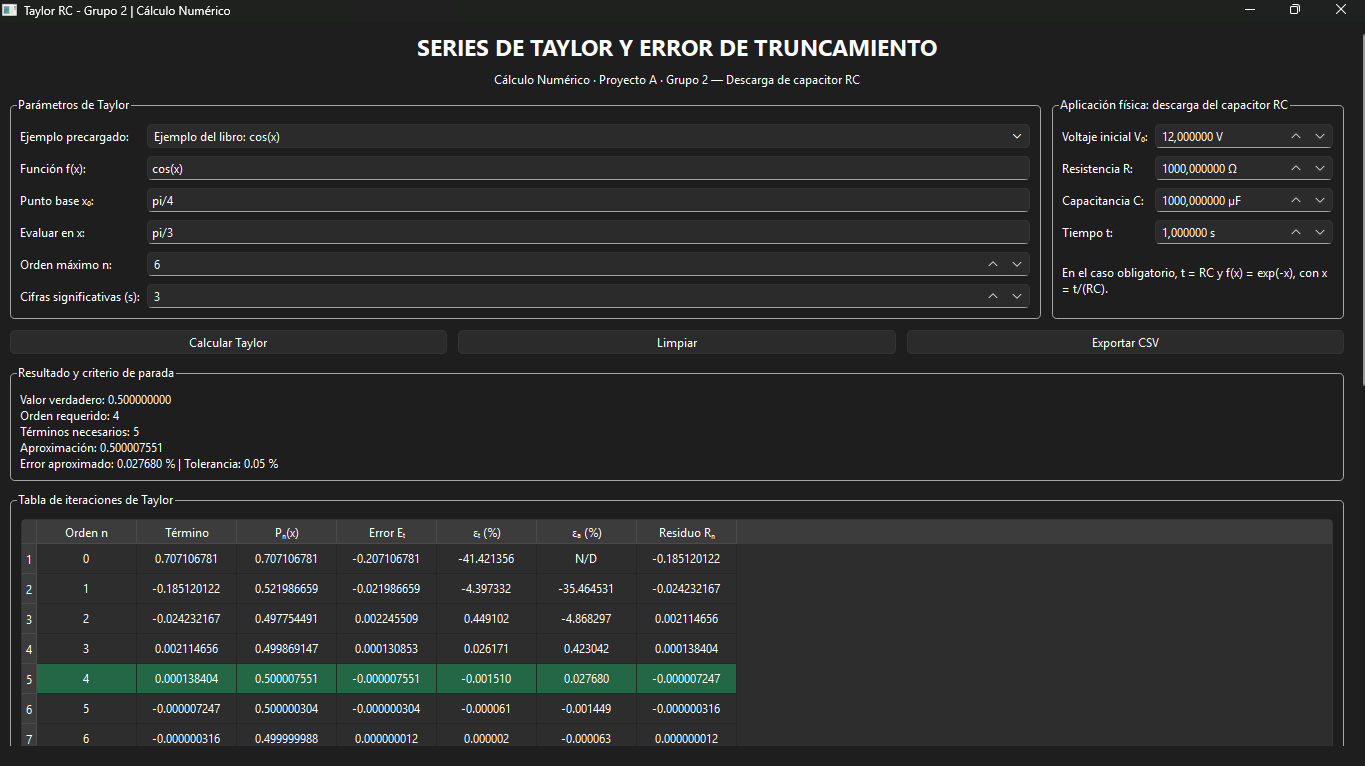 Taylor RC - Grupo 2 | Cálculo Numérico
SERIES DE TAYLOR Y ERROR DE TRUNCAMIENTO
Cálculo Numérico · Proyecto A · Grupo 2 — Descarga de capacitor RC
Parámetros de Taylor
Ejemplo precargado: Ejemplo del libro: cos(x)
Función f(x): cos(x)
Punto base x₀: pi/4
Evaluar en x: pi/3
Orden máximo n: 6
Cifras significativas (s): 3
Aplicación física: descarga del capacitor RC
Voltaje inicial V₀: 12,000000 V
Resistencia R: 1000,000000 Ω
Capacitancia C: 1000,000000 µF
Tiempo t: 1,000000 s
En el caso obligatorio, t = RC y f(x) = exp(-x), con x
= t/(RC).
Calcular Taylor Limpiar Exportar CSV
Resultado y criterio de parada
Valor verdadero: 0.500000000
Orden requerido: 4
Términos necesarios: 5
Aproximación: 0.500007551
Error aproximado: 0.027680 % | Tolerancia: 0.05 %
Tabla de iteraciones de Taylor
Orden n Término Pₙ(x) Error Eₜ εₜ (%) εₐ (%) Residuo Rₙ
1 0 0.707106781 0.707106781 -0.207106781 -41.421356 N/D -0.185120122
2 1 -0.185120122 0.521986659 -0.021986659 -4.397332 -35.464531 -0.024232167
3 2 -0.024232167 0.497754491 0.002245509 0.449102 -4.868297 0.002114656
4 3 0.002114656 0.499869147 0.000130853 0.026171 0.423042 0.000138404
5 4 0.000138404 0.500007551 -0.000007551 -0.001510 0.027680 -0.000007247
6 5 -0.000007247 0.500000304 -0.000000304 -0.000061 -0.001449 -0.000000316
7 6 -0.000000316 0.499999988 0.000000012 0.000002 -0.000063 0.000000012